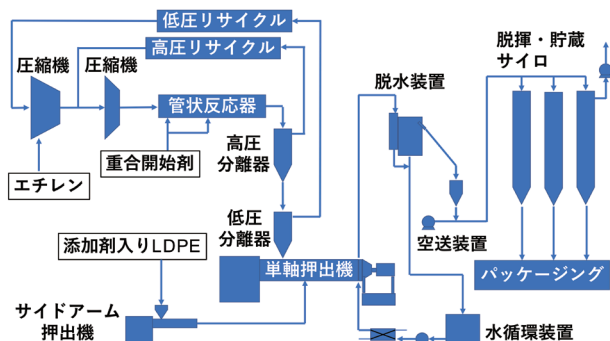 低圧リサイクル
高圧リサイクル
圧縮機
圧縮機
管状反応器
エチレン
重合開始剤
高圧
分離器
低圧
分離器
添加剤入りLDPE
単軸押出機
サイドアーム
押出機
脱水装置
脱揮・貯蔵
サイロ
空送装置
パッケージング
水循環装置